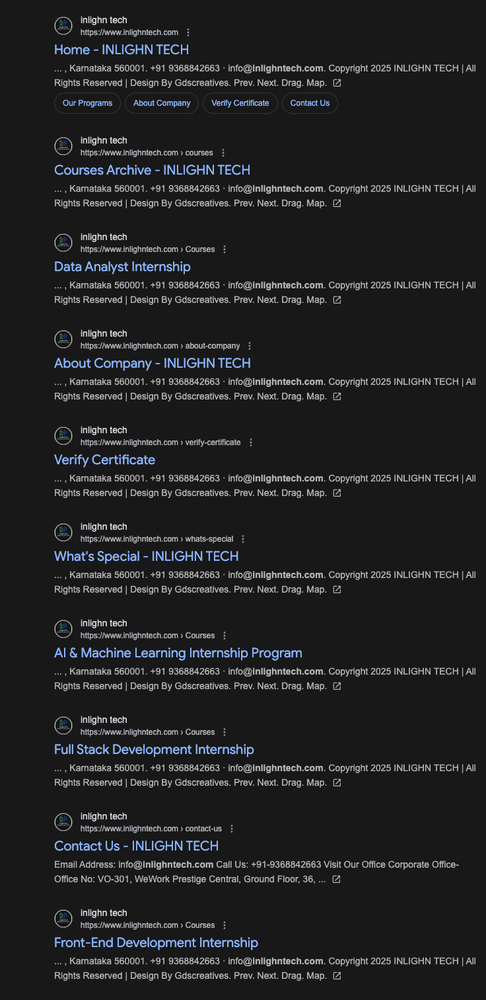 inlighn tech
https://www.inlighntech.com
Home - INLIGHN TECH
... , Karnataka 560001. +91 9368842663 · info@inlighntech.com. Copyright 2025 INLIGHN TECH | All
Rights Reserved | Design By Gdscreatives. Prev. Next. Drag. Map.
Our Programs
About Company
Verify Certificate
Contact Us
inlighn tech
https://www.inlighntech.com › courses
Courses Archive - INLIGHN TECH
... , Karnataka 560001. +91 9368842663 · info@inlighntech.com. Copyright 2025 INLIGHN TECH | All
Rights Reserved | Design By Gdscreatives. Prev. Next. Drag. Map.
inlighn tech
https://www.inlighntech.com › Courses
Data Analyst Internship
... , Karnataka 560001. +91 9368842663 · info@inlighntech.com. Copyright 2025 INLIGHN TECH | All
Rights Reserved | Design By Gdscreatives. Prev. Next. Drag. Map.
inlighn tech
https://www.inlighntech.com › about-company
About Company - INLIGHN TECH
... , Karnataka 560001. +91 9368842663 · info@inlighntech.com. Copyright 2025 INLIGHN TECH | All
Rights Reserved | Design By Gdscreatives. Prev. Next. Drag. Map.
inlighn tech
https://www.inlighntech.com › verify-certificate
Verify Certificate
... , Karnataka 560001. +91 9368842663 · info@inlighntech.com. Copyright 2025 INLIGHN TECH | All
Rights Reserved | Design By Gdscreatives. Prev. Next. Drag. Map.
inlighn tech
https://www.inlighntech.com › whats-special
What's Special - INLIGHN TECH
... , Karnataka 560001. +91 9368842663 · info@inlighntech.com. Copyright 2025 INLIGHN TECH | All
Rights Reserved | Design By Gdscreatives. Prev. Next. Drag. Map.
inlighn tech
https://www.inlighntech.com › Courses
AI & Machine Learning Internship Program
... , Karnataka 560001. +91 9368842663 · info@inlighntech.com. Copyright 2025 INLIGHN TECH | All
Rights Reserved | Design By Gdscreatives. Prev. Next. Drag. Map.
inlighn tech
https://www.inlighntech.com › Courses
Full Stack Development Internship
... , Karnataka 560001. +91 9368842663 · info@inlighntech.com. Copyright 2025 INLIGHN TECH | All
Rights Reserved | Design By Gdscreatives. Prev. Next. Drag. Map.
inlighn tech
https://www.inlighntech.com › contact-us
Contact Us - INLIGHN TECH
Email Address: info@inlighntech.com Call Us: +91-9368842663 Visit Our Office Corporate Office-
Office No: VO-301, WeWork Prestige Central, Ground Floor, 36, ...
inlighn tech
https://www.inlighntech.com › Courses
Front-End Development Internship
... , Karnataka 560001. +91 9368842663 · info@inlighntech.com. Copyright 2025 INLIGHN TECH | All
Rights Reserved | Design By Gdscreatives. Prev. Next. Drag. Map.